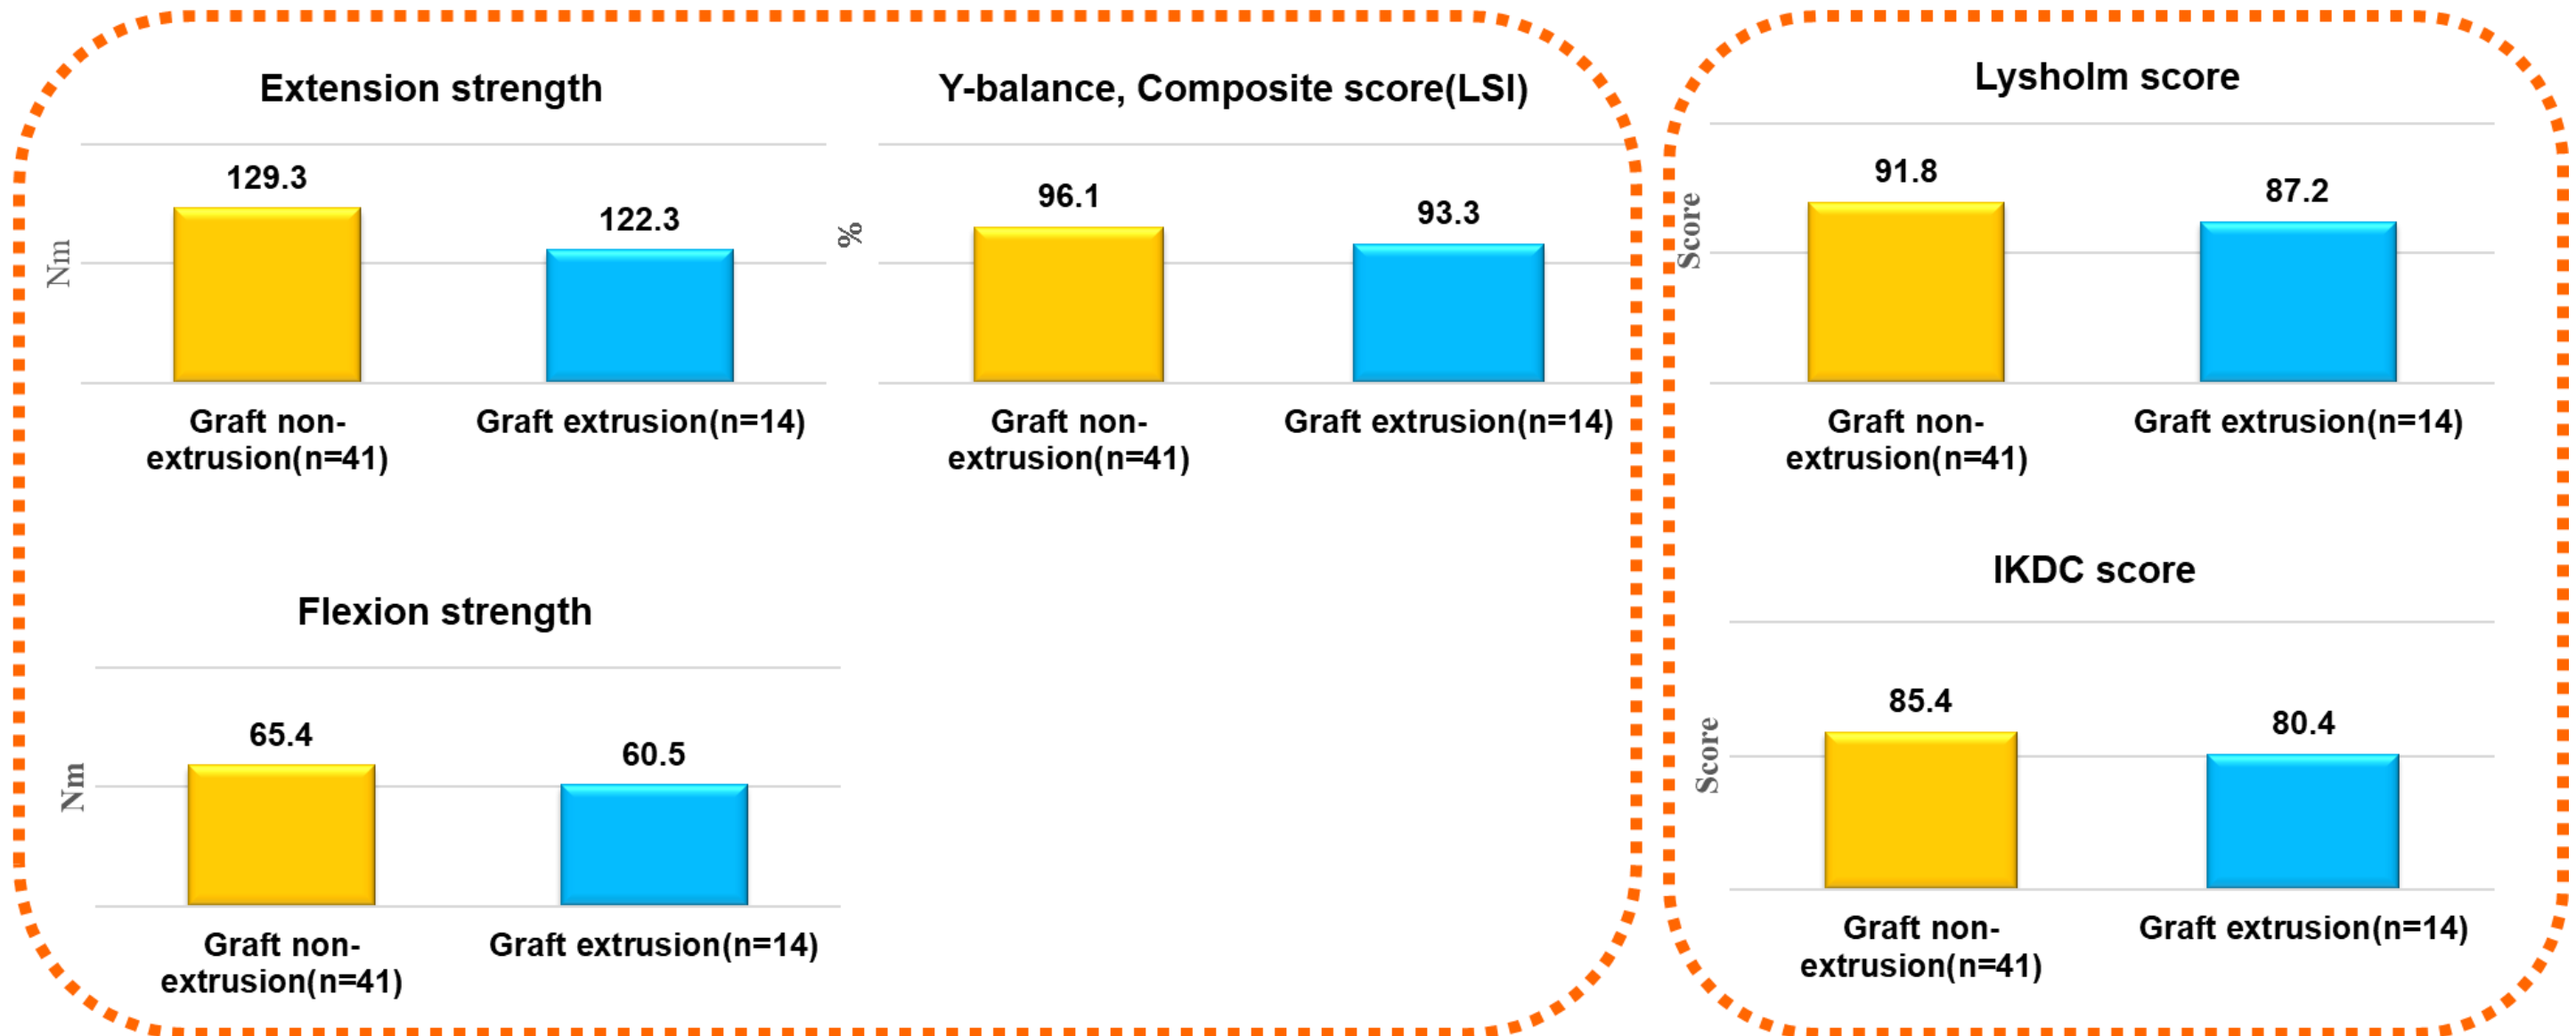 Extension strength
Nm
129.3
122.3
Graft non-
extrusion(n=41)
Graft extrusion(n=14)
Y-balance, Composite score(LSI)
%
96.1
93.3
Graft non-
extrusion(n=41)
Graft extrusion(n=14)
Flexion strength
Nm
65.4
60.5
Graft non-
extrusion(n=41)
Graft extrusion(n=14)
Lysholm score
Score
91.8
87.2
Graft non-
extrusion(n=41)
Graft extrusion(n=14)
IKDC score
Score
85.4
80.4
Graft non-
extrusion(n=41)
Graft extrusion(n=14)